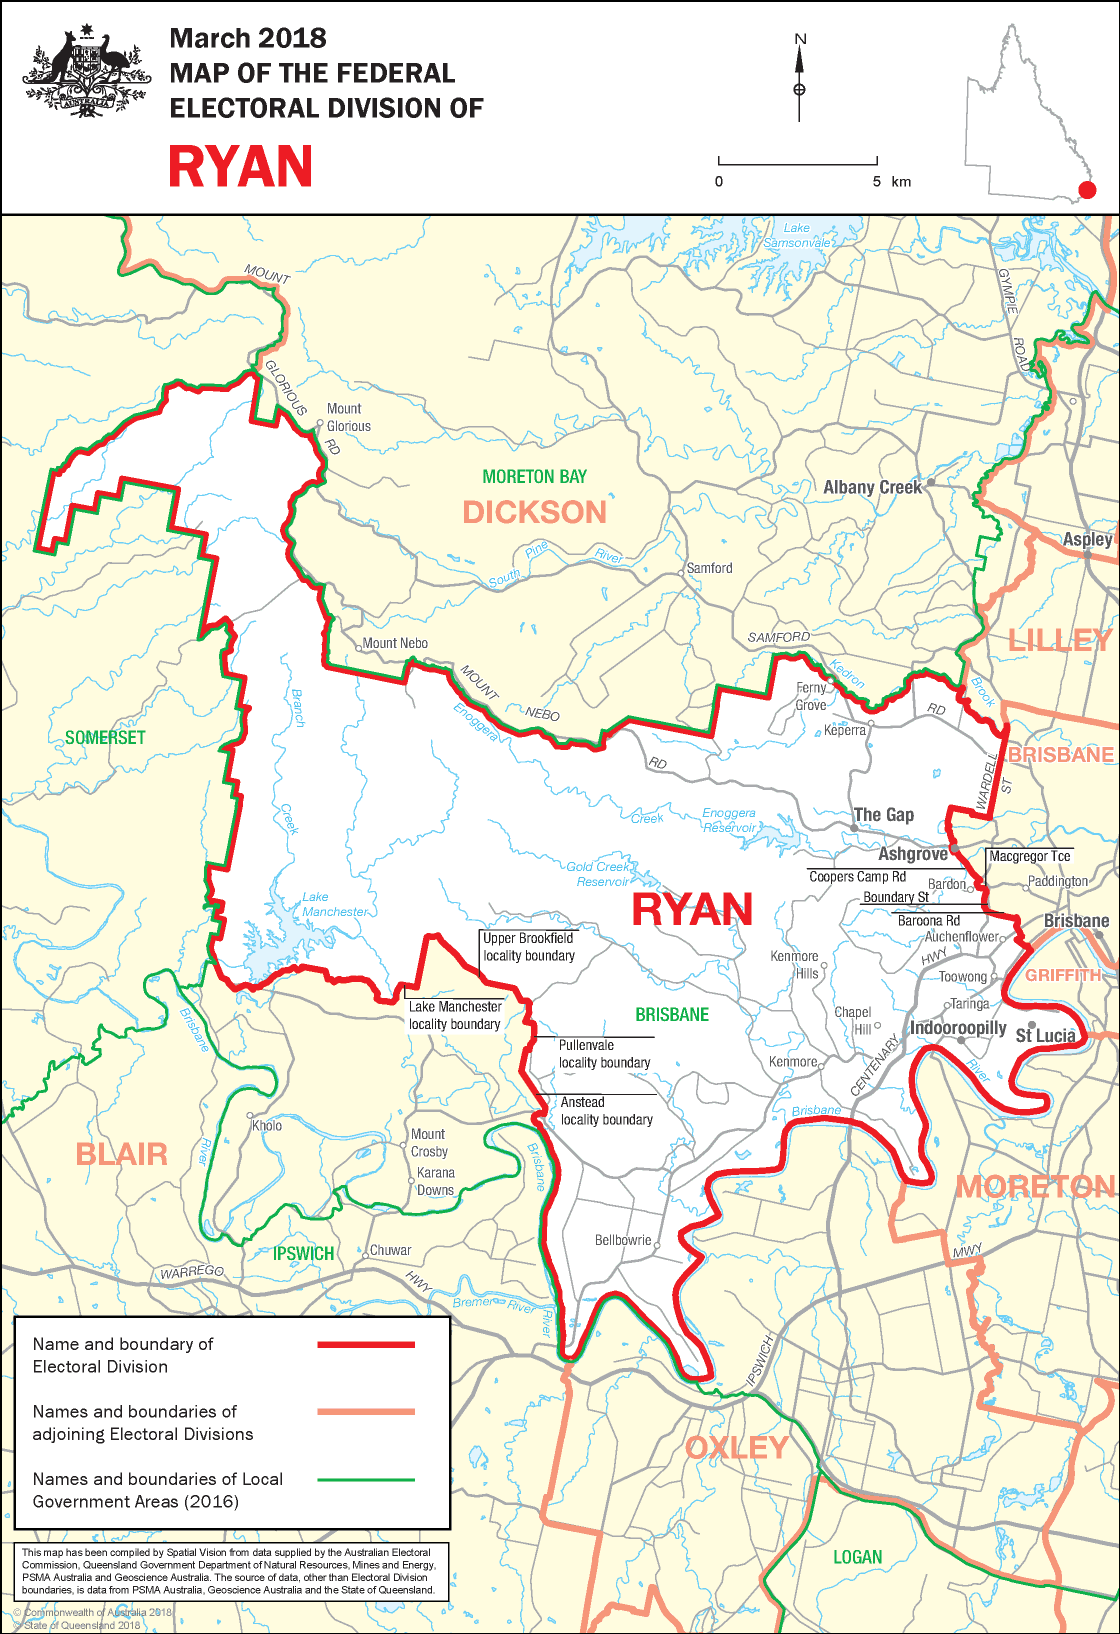 March 2018
MAP OF THE FEDERAL
ELECTORAL DIVISION OF
RYAN
AUSTRALIA
N
0 5 km
Lake
Samsonvale
MOUNT
GLORIOUS
RD
GYMPIE
ROAD
Mount
Glorious
MORETON BAY
DICKSON
Albany Creek
Aspley
South Pine River
Samford
SAMFORD
LILLEY
Mount Nebo
MOUNT
NEBO
RD
Kedron
Brook
Ferny
Grove
RD
Keperra
SOMERSET
Branch
Creek
Enoggera
Creek
BRISBANE
WARDELL
ST
Enoggera
Reservoir
The Gap
Ashgrove
Macgregor Tce
Coopers Camp Rd
Bardon
Paddington
Boundary St
Baroona Rd
Brisbane
Gold Creek
Reservoir
Lake
Manchester
RYAN
Auchenflower
HWY
Upper Brookfield
locality boundary
Kenmore
Hills
Toowong
GRIFFITH
Lake Manchester
locality boundary
BRISBANE
Chapel
Hill
Taringa
Indooroopilly
St Lucia
Brisbane
River
Pullenvale
locality boundary
Kenmore
CENTENARY
River
Anstead
locality boundary
Brisbane
Kholo
BLAIR
Mount
Crosby
Karana
Downs
Brisbane
River
MORETON
IPSWICH
Chuwar
Bellbowrie
MWY
WARREGO
HWY
Bremer River
IPSWICH
OXLEY
LOGAN
Name and boundary of
Electoral Division
Names and boundaries of
adjoining Electoral Divisions
Names and boundaries of Local
Government Areas (2016)
This map has been compiled by Spatial Vision from data supplied by the Australian Electoral
Commission, Queensland Government Department of Natural Resources, Mines and Energy,
PSMA Australia and Geoscience Australia. The source of data, other than Electoral Division
boundaries, is data from PSMA Australia, Geoscience Australia and the State of Queensland.
© Commonwealth of Australia 2018
© State of Queensland 2018